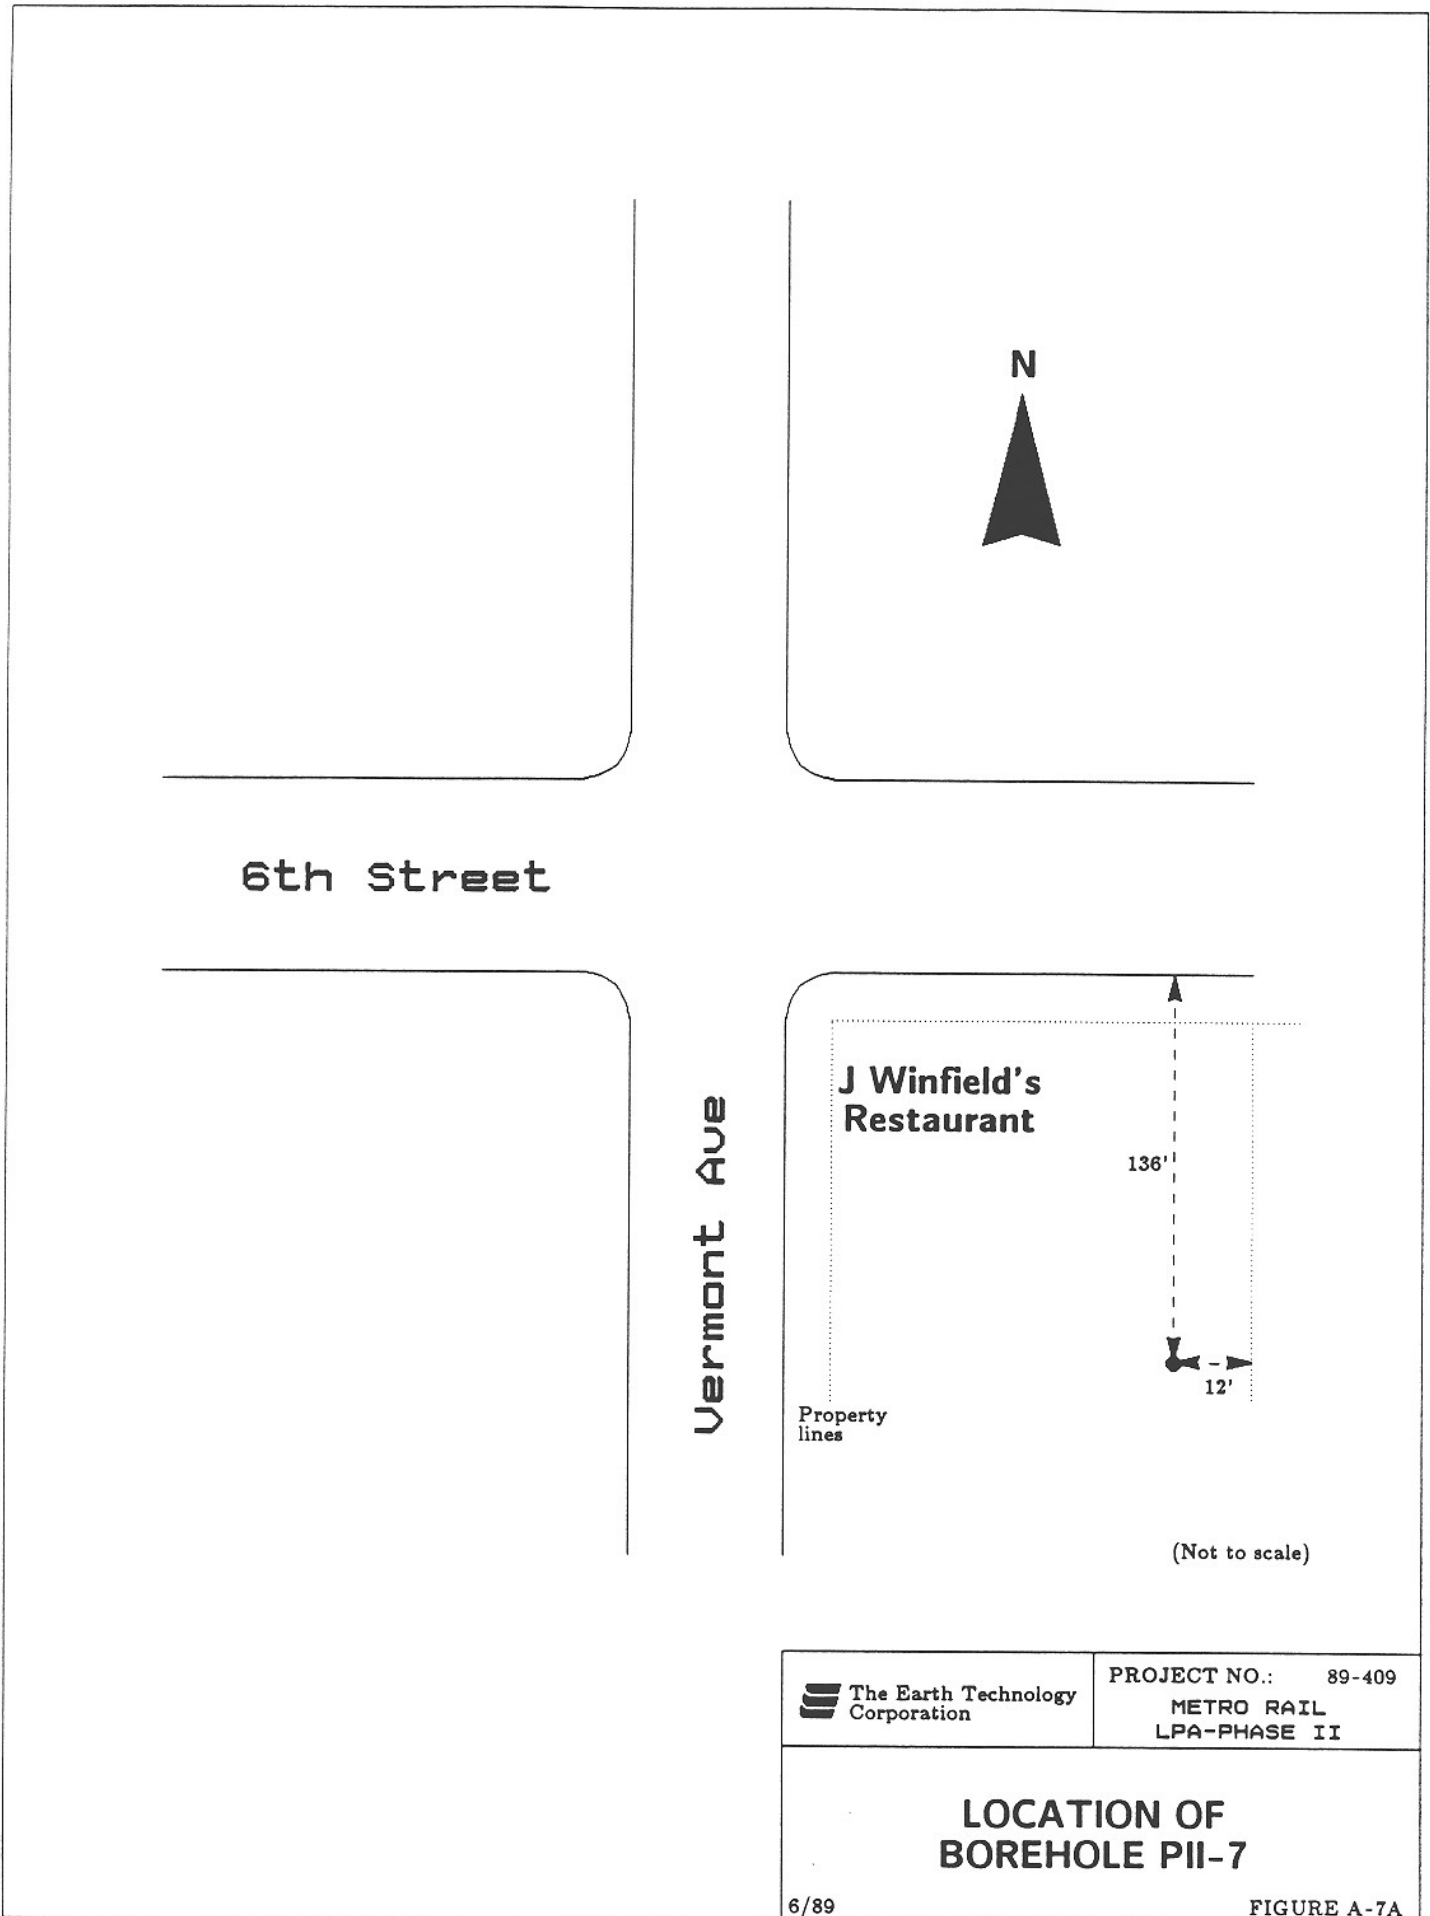 N
6th Street
J Winfield's
Restaurant
136'
Vermont Ave
12'
Property
lines
(Not to scale)
The Earth Technology
Corporation
PROJECT NO.: 89-409
METRO RAIL
LPA-PHASE II
LOCATION OF
BOREHOLE PII-7
6/89
FIGURE A-7A